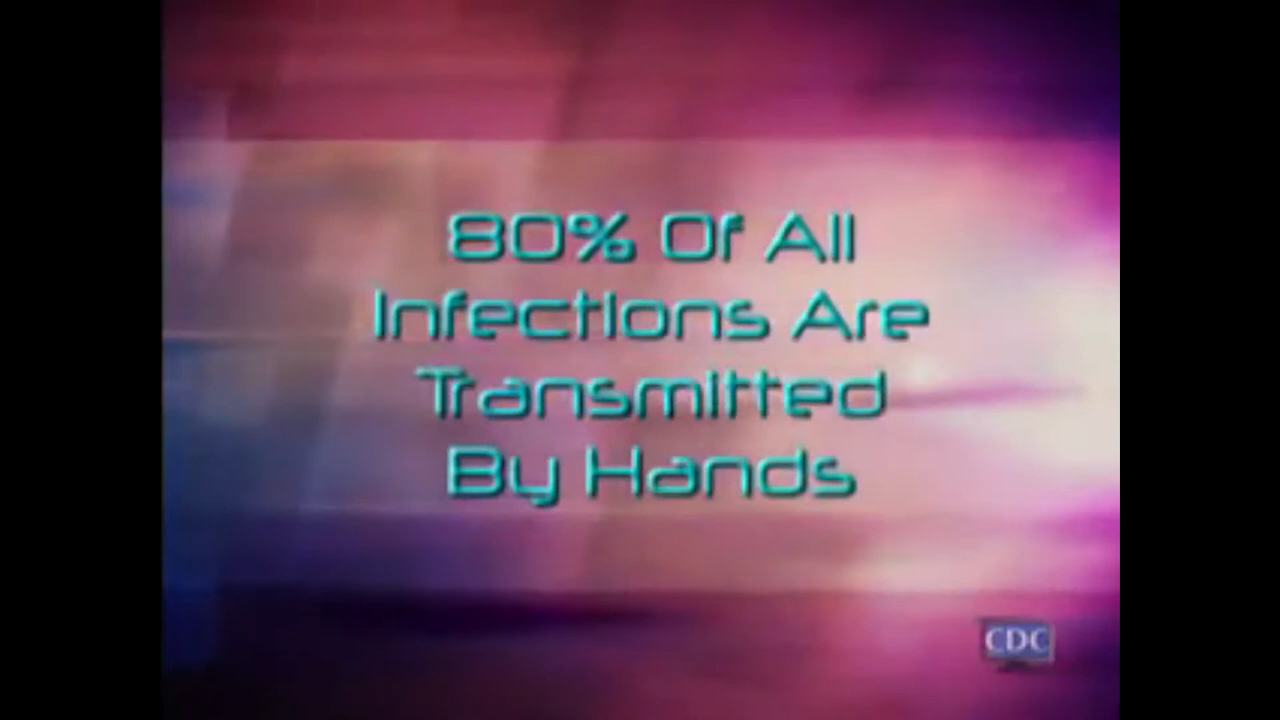 80% Of All
Infections Are
Transmitted
By Hands
CDC